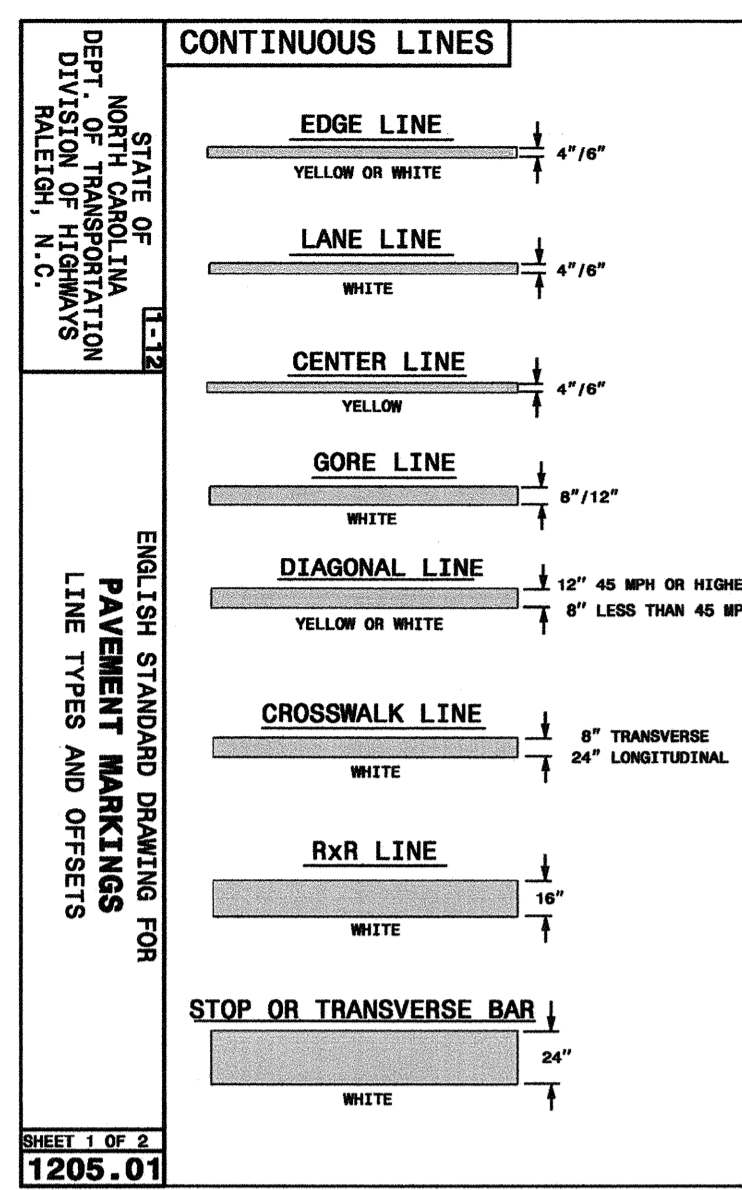 CONTINUOUS LINES
EDGE LINE
4"/6"
YELLOW OR WHITE
LANE LINE
4"/6"
WHITE
CENTER LINE
4"/6"
YELLOW
GORE LINE
8"/12"
WHITE
DIAGONAL LINE
12" 45 MPH OR HIGHE
8" LESS THAN 45 MP
YELLOW OR WHITE
CROSSWALK LINE
8" TRANSVERSE
24" LONGITUDINAL
WHITE
RxR LINE
16"
WHITE
STOP OR TRANSVERSE BAR
24"
WHITE
STATE OF
NORTH CAROLINA
DEPT. OF TRANSPORTATION
DIVISION OF HIGHWAYS
RALEIGH, N.C.
1-12
ENGLISH STANDARD DRAWING FOR
PAVEMENT MARKINGS
LINE TYPES AND OFFSETS
SHEET 1 OF 2
1205.01